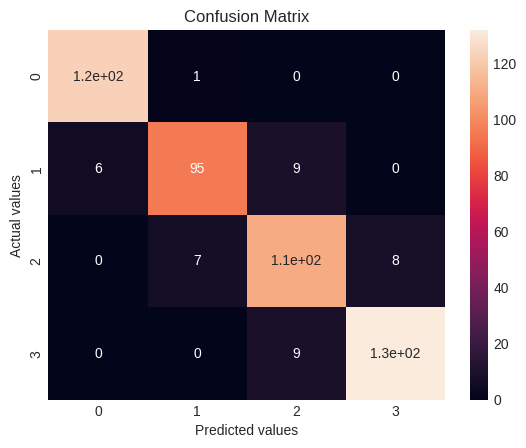 Confusion Matrix
0 1.2e+02 1 0 0
1 6 95 9 0
2 0 7 1.1e+02 8
3 0 0 9 1.3e+02
0 1 2 3
Actual values
Predicted values
120
100
80
60
40
20
0